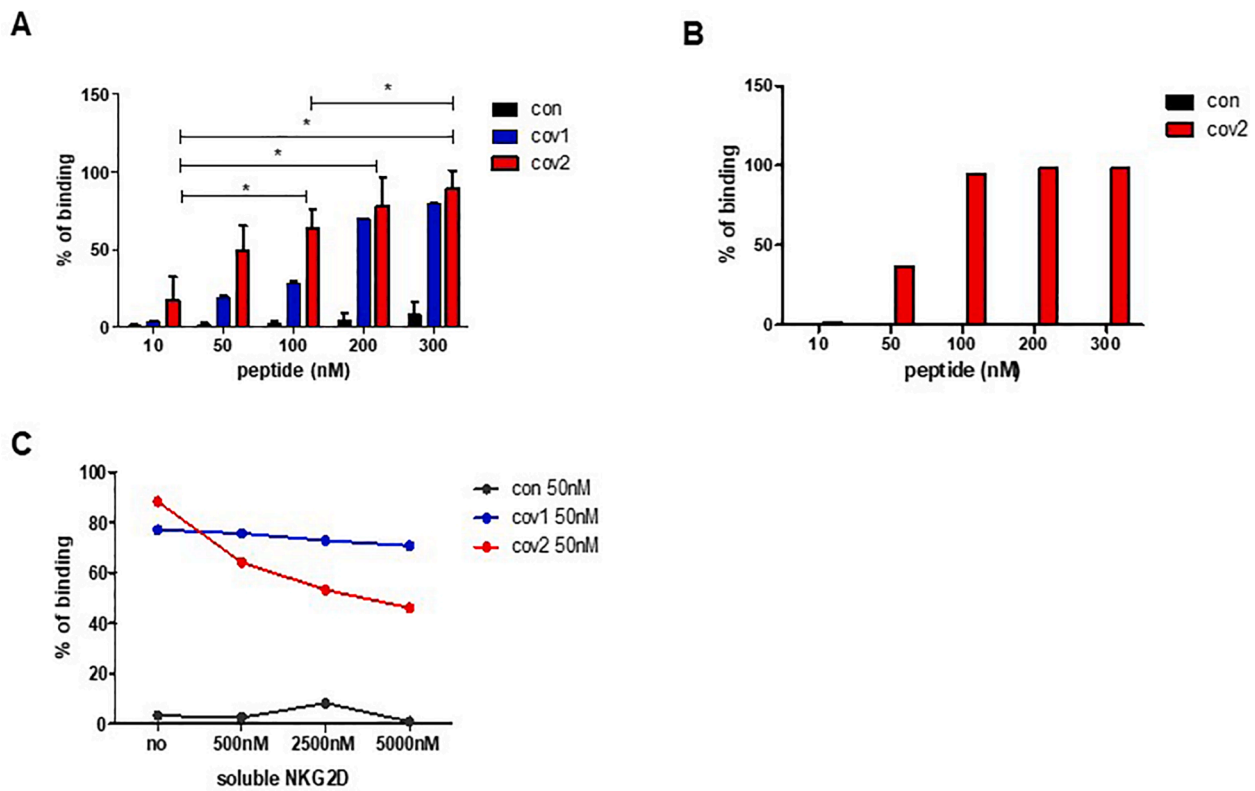 A
150
100
50
0
% of binding
*
*
*
*
10 50 100 200 300
peptide (nM)
con
cov1
cov2
B
150
100
50
0
% of binding
10 50 100 200 300
peptide (nM)
con
cov2
C
100
80
60
40
20
0
% of binding
no 500nM 2500nM 5000nM
soluble NKG2D
con 50nM
cov1 50nM
cov2 50nM